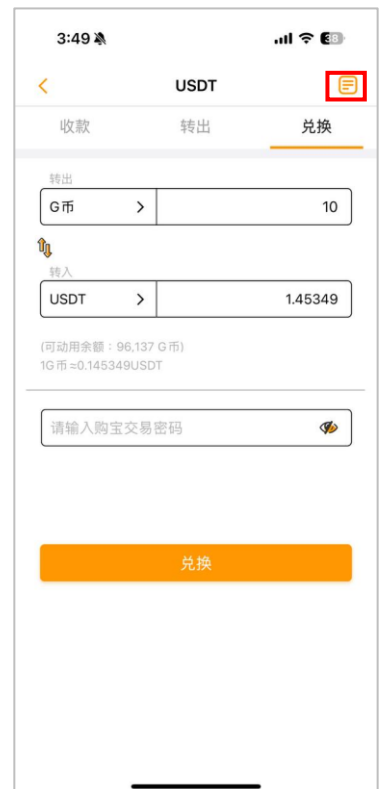 3:49
38
USDT
收款 转出 兑换
转出
G币 > 10
转入
USDT > 1.45349
(可动用余额：96,137 G币)
1G币≈0.145349USDT
请输入购宝交易密码
兑换